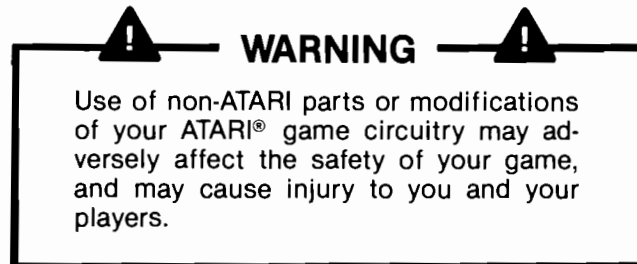 WARNING
Use of non-ATARI parts or modifications
of your ATARI® game circuitry may ad-
versely affect the safety of your game,
and may cause injury to you and your
players.